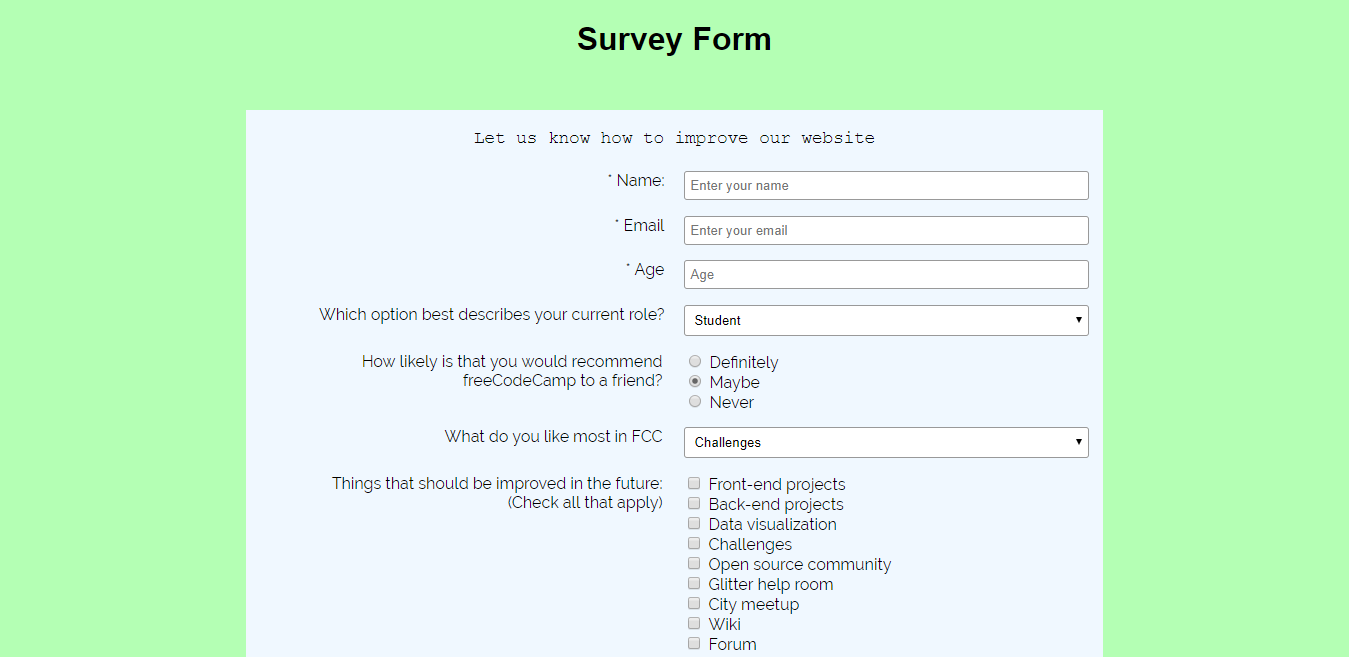 Survey Form
Let us know how to improve our website
* Name:
Enter your name
* Email
Enter your email
* Age
Age
Which option best describes your current role?
Student
How likely is that you would recommend
freeCodeCamp to a friend?
Definitely
Maybe
Never
What do you like most in FCC
Challenges
Things that should be improved in the future:
(Check all that apply)
Front-end projects
Back-end projects
Data visualization
Challenges
Open source community
Glitter help room
City meetup
Wiki
Forum